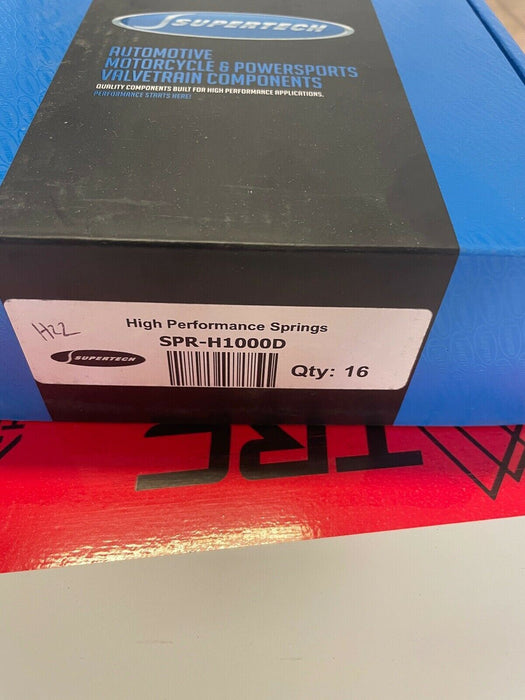 SUPERTECH
AUTOMOTIVE
MOTORCYCLE & POWERSPORTS
VALVETRAIN COMPONENTS
QUALITY COMPONENTS BUILT FOR HIGH PERFORMANCE APPLICATIONS.
PERFORMANCE STARTS HERE!
H22
High Performance Springs
SPR-H1000D
SUPERTECH
Qty: 16
TRC